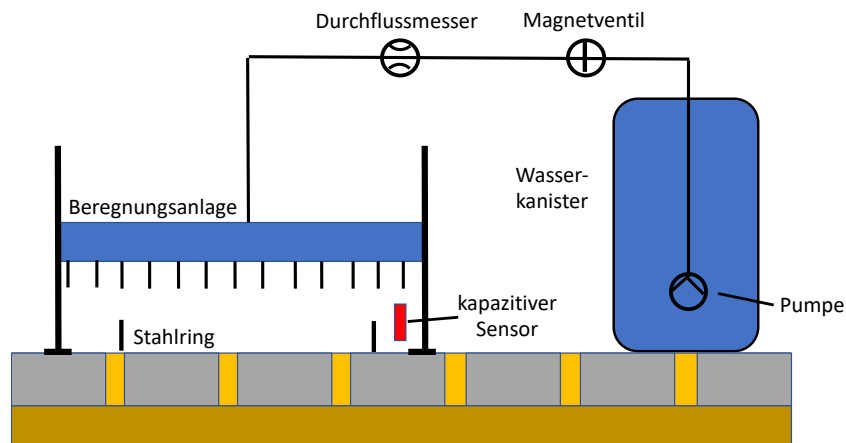 Durchflussmesser
Magnetventil
Wasser-
kanister
Beregnungsanlage
kapazitiver
Sensor
Pumpe
Stahlring